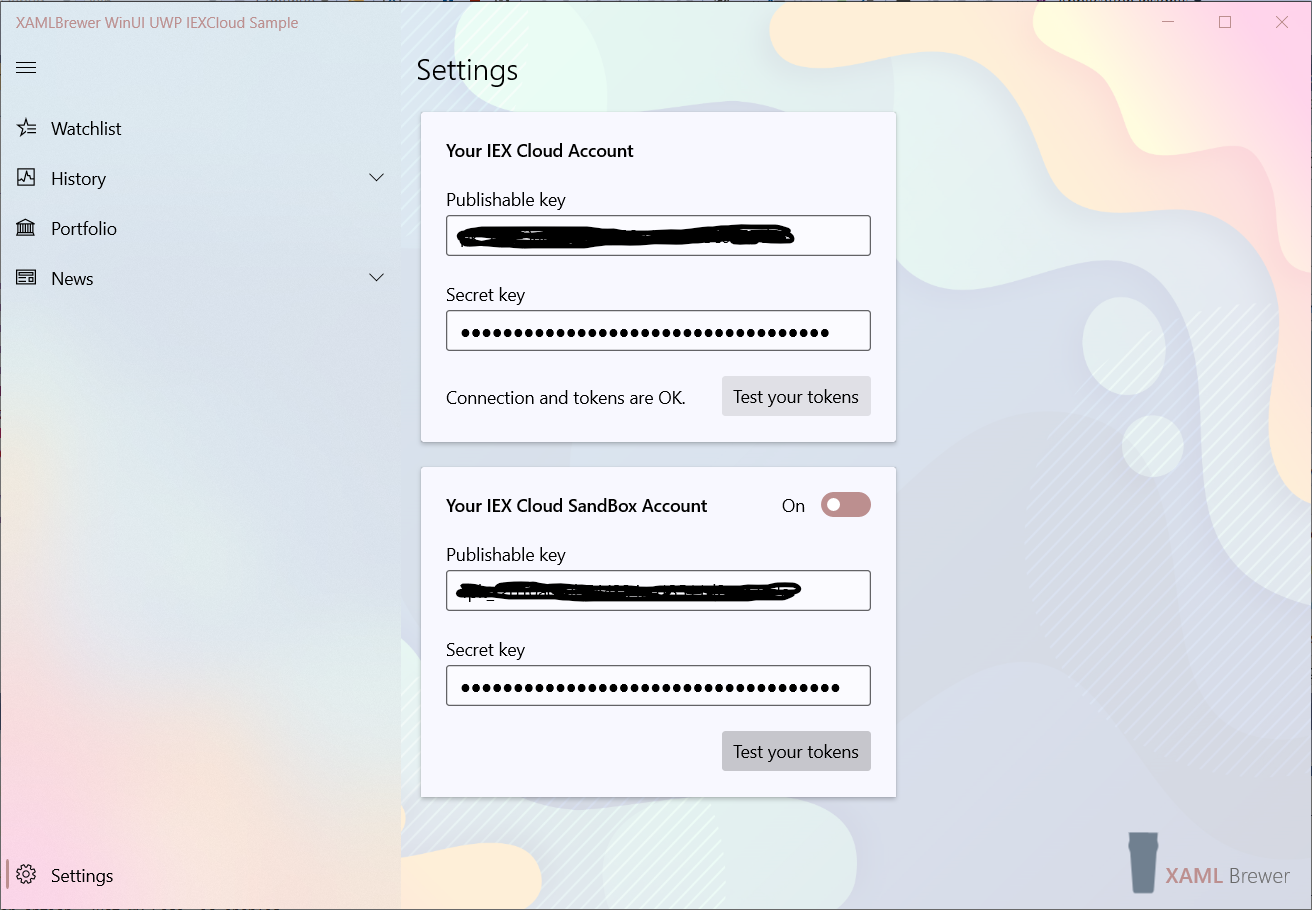 XAMLBrewer WinUI UWP IEXCloud Sample
Settings
Watchlist
History
Portfolio
News
Your IEX Cloud Account
Publishable key
Secret key
●●●●●●●●●●●●●●●●●●●●●●●●●●●●●●●●●●●
Connection and tokens are OK.
Test your tokens
Your IEX Cloud SandBox Account
On
Publishable key
Secret key
●●●●●●●●●●●●●●●●●●●●●●●●●●●●●●●●●●●●
Test your tokens
Settings
XAML Brewer